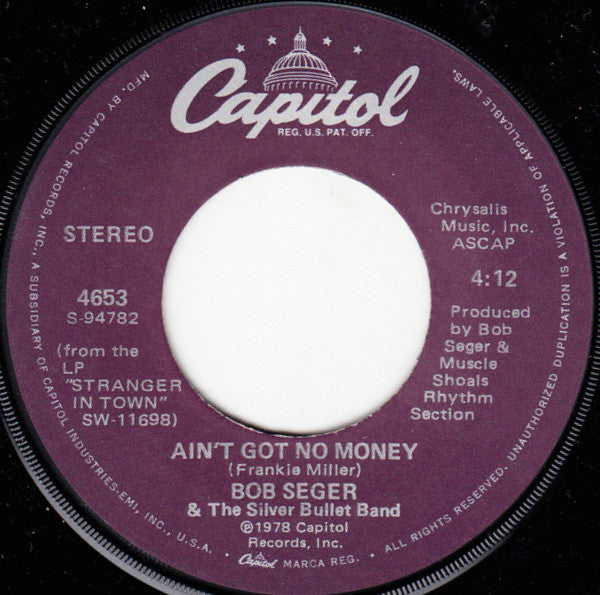 Capitol
REG. U.S. PAT. OFF.
STEREO
4653
S-94782
(from the
LP
"STRANGER
IN TOWN"
SW-11698)
Chrysalis
Music, Inc.
ASCAP
4:12
Produced
by Bob
Seger &
Muscle
Shoals
Rhythm
Section
AIN'T GOT NO MONEY
(Frankie Miller)
BOB SEGER
& The Silver Bullet Band
℗1978 Capitol
Records, Inc.
Capitol MARCA REG.
MFD. BY CAPITOL RECORDS, INC., A SUBSIDIARY OF CAPITOL INDUSTRIES-EMI, INC., U.S.A.
ALL RIGHTS RESERVED. UNAUTHORIZED DUPLICATION IS A VIOLATION OF APPLICABLE LAWS.